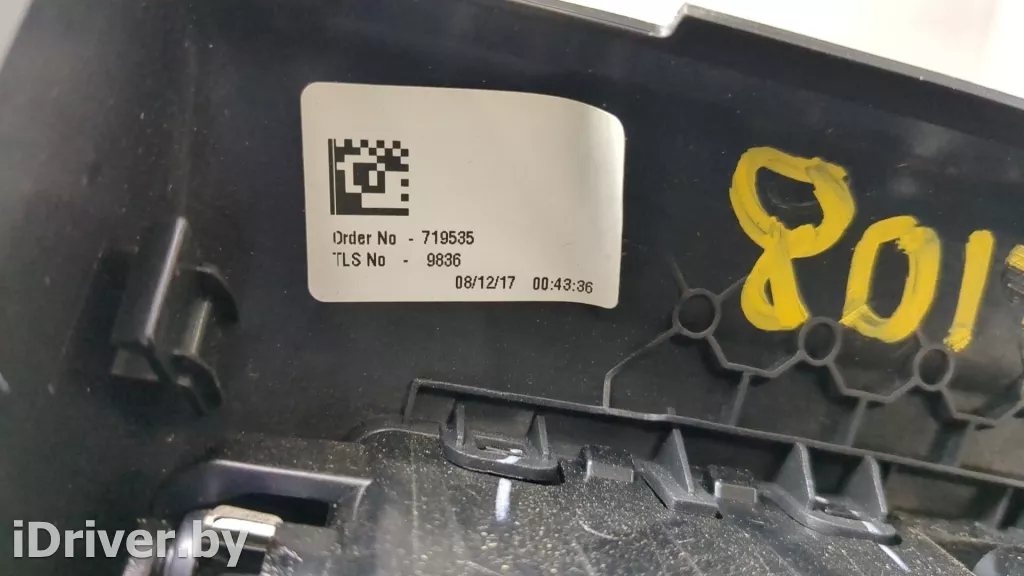 Order No - 719535
TLS No - 9836
08/12/17 00:43:36
801
iDriver.by